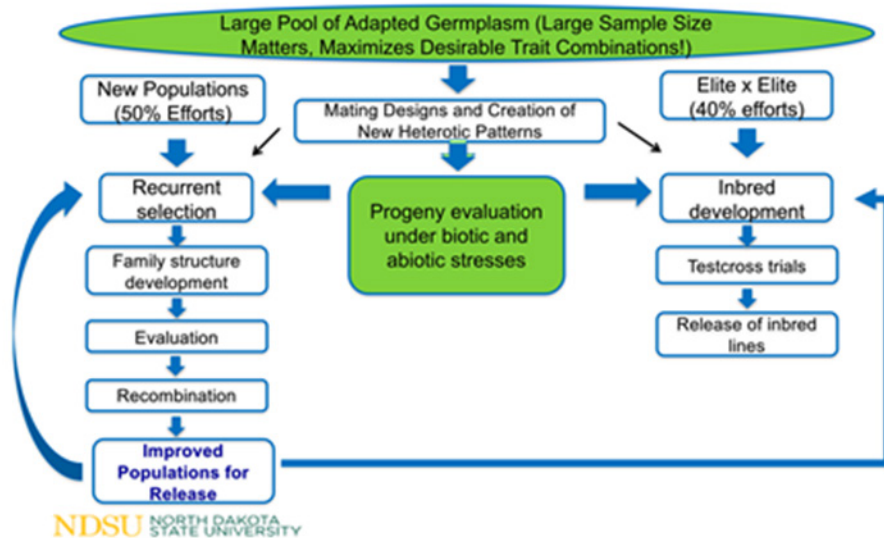 Large Pool of Adapted Germplasm (Large Sample Size
Matters, Maximizes Desirable Trait Combinations!)
New Populations
(50% Efforts)
Mating Designs and Creation of
New Heterotic Patterns
Elite x Elite
(40% efforts)
Recurrent
selection
Progeny evaluation
under biotic and
abiotic stresses
Inbred
development
Family structure
development
Testcross trials
Evaluation
Release of inbred
lines
Recombination
Improved
Populations for
Release
NDSU NORTH DAKOTA
STATE UNIVERSITY